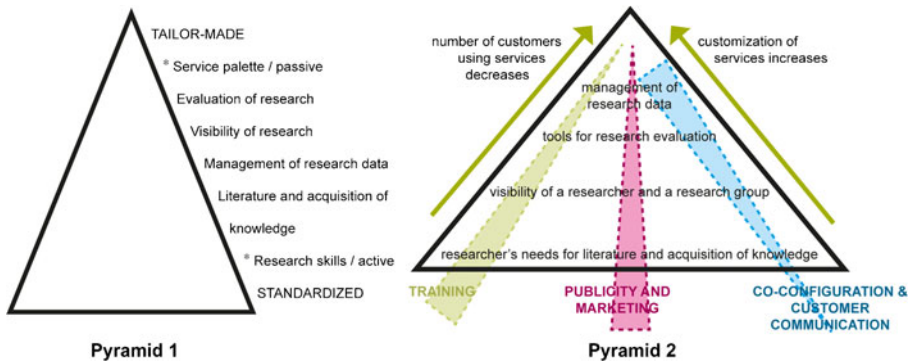 TAILOR-MADE
* Service palette / passive
Evaluation of research
Visibility of research
Management of research data
Literature and acquisition of
knowledge
* Research skills / active
STANDARDIZED
Pyramid 1
number of customers
using services
decreases
customization of
services increases
management of
research data
tools for research evaluation
visibility of a researcher and a research group
researcher's needs for literature and acquisition of knowledge
TRAINING
PUBLICITY AND
MARKETING
CO-CONFIGURATION &
CUSTOMER
COMMUNICATION
Pyramid 2